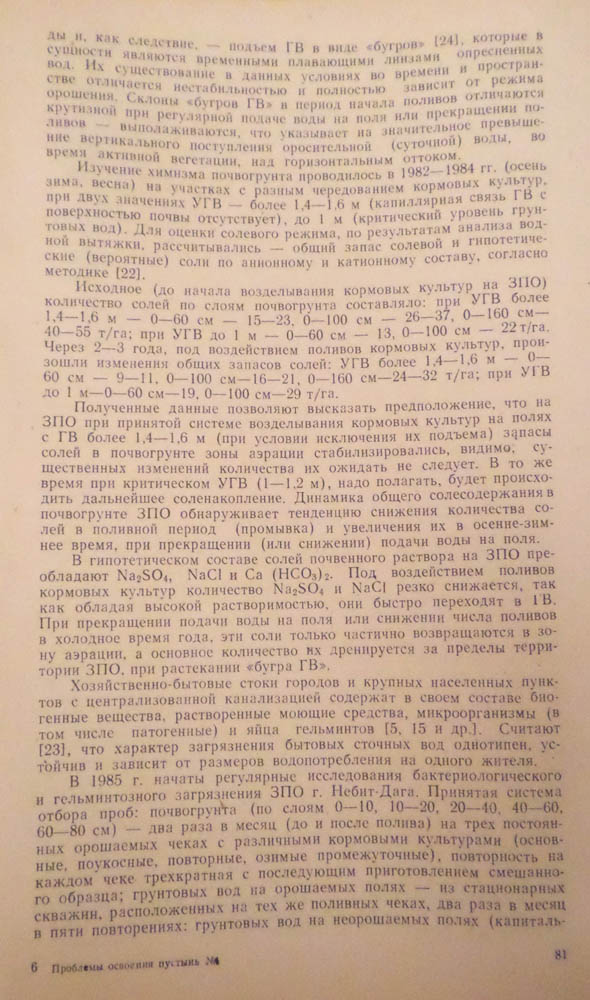 ды и, как следствие, — подъем ГВ в виде «бугров» [24], которые в
сущности являются временными плавающими линзами опресненных
вод. Их существование в данных условиях во времени и простран-
стве отличается нестабильностью и полностью зависит от режима
орошения. Склоны «бугров ГВ» в период начала поливов отличаются
крутизной при регулярной подаче воды на поля или прекращении по-
ливов — выполаживаются, что указывает на значительное превыше-
ние вертикального поступления оросительной (суточной) воды, во
время активной вегетации, над горизонтальным оттоком.
Изучение химизма почвогрунта проводилось в 1982—1984 гг. (осень
зима, весна) на участках с разным чередованием кормовых культур,
при двух значениях УГВ — более 1,4—1,6 м (капиллярная связь ГВ с
поверхностью почвы отсутствует), до 1 м (критический уровень грун-
товых вод). Для оценки солевого режима, по результатам анализа вод-
ной вытяжки, рассчитывались — общий запас солевой и гипотетиче-
ские (вероятные) соли по анионному и катионному составу, согласно
методике [22].
Исходное (до начала возделывания кормовых культур на ЗПО)
количество солей по слоям почвогрунта составляло: при УГВ более
1,4—1,6 м — 0—60 см — 15—23, 0—100 см — 26—37, 0—160 см—
40—55 т/га; при УГВ до 1 м — 0—60 см — 13, 0—100 см — 22 т/га.
Через 2—3 года, под воздействием поливов кормовых культур, прои-
зошли изменения общих запасов солей: УГВ более 1,4—1,6 м — 0—
60 см — 9—11, 0—100 см—16—21, 0—160 см—24—32 т/га; при УГВ
до 1 м—0—60 см—19, 0—100 см—29 т/га.
Полученные данные позволяют высказать предположение, что на
ЗПО при принятой системе возделывания кормовых культур на полях
с ГВ более 1,4—1,6 м (при условии исключения их подъема) запасы
солей в почвогрунте зоны аэрации стабилизировались, видимо, су-
щественных изменений количества их ожидать не следует. В то же
время при критическом УГВ (1—1,2 м), надо полагать, будет происхо-
дить дальнейшее соленакопление. Динамика общего солесодержания в
почвогрунте ЗПО обнаруживает тенденцию снижения количества со-
лей в поливной период (промывка) и увеличения их в осенне-зим-
нее время, при прекращении (или снижении) подачи воды на поля.
В гипотетическом составе солей почвенного раствора на ЗПО пре-
обладают Na₂SO₄, NaCl и Ca (HCO₃)₂. Под воздействием поливов
кормовых культур количество Na₂SO₄ и NaCl резко снижается, так
как обладая высокой растворимостью, они быстро переходят в ГВ.
При прекращении подачи воды на поля или снижении числа поливов
в холодное время года, эти соли только частично возвращаются в зо-
ну аэрации, а основное количество их дренируется за пределы терри-
тории ЗПО, при растекании «бугра ГВ».
Хозяйственно-бытовые стоки городов и крупных населенных пунк-
тов с централизованной канализацией содержат в своем составе био-
генные вещества, растворенные моющие средства, микроорганизмы (в
том числе патогенные) и яйца гельминтов [5, 15 и др.]. Считают
[23], что характер загрязнения бытовых сточных вод однотипен, ус-
тойчив и зависит от размеров водопотребления на одного жителя.
В 1985 г. начаты регулярные исследования бактериологического
и гельминтозного загрязнения ЗПО г. Небит-Дага. Принятая система
отбора проб: почвогрунта (по слоям 0—10, 10—20, 20—40, 40—60,
60—80 см) — два раза в месяц (до и после полива) на трех постоян-
ных орошаемых чеках с различными кормовыми культурами (основ-
ные, поукосные, повторные, озимые промежуточные), повторность на
каждом чеке трехкратная с последующим приготовлением смешанно-
го образца; грунтовых вод на орошаемых полях — из стационарных
скважин, расположенных на тех же поливных чеках, два раза в месяц
в пяти повторениях: грунтовых вод на неорошаемых полях (капиталь-
6 Проблемы освоения пустынь №4
81